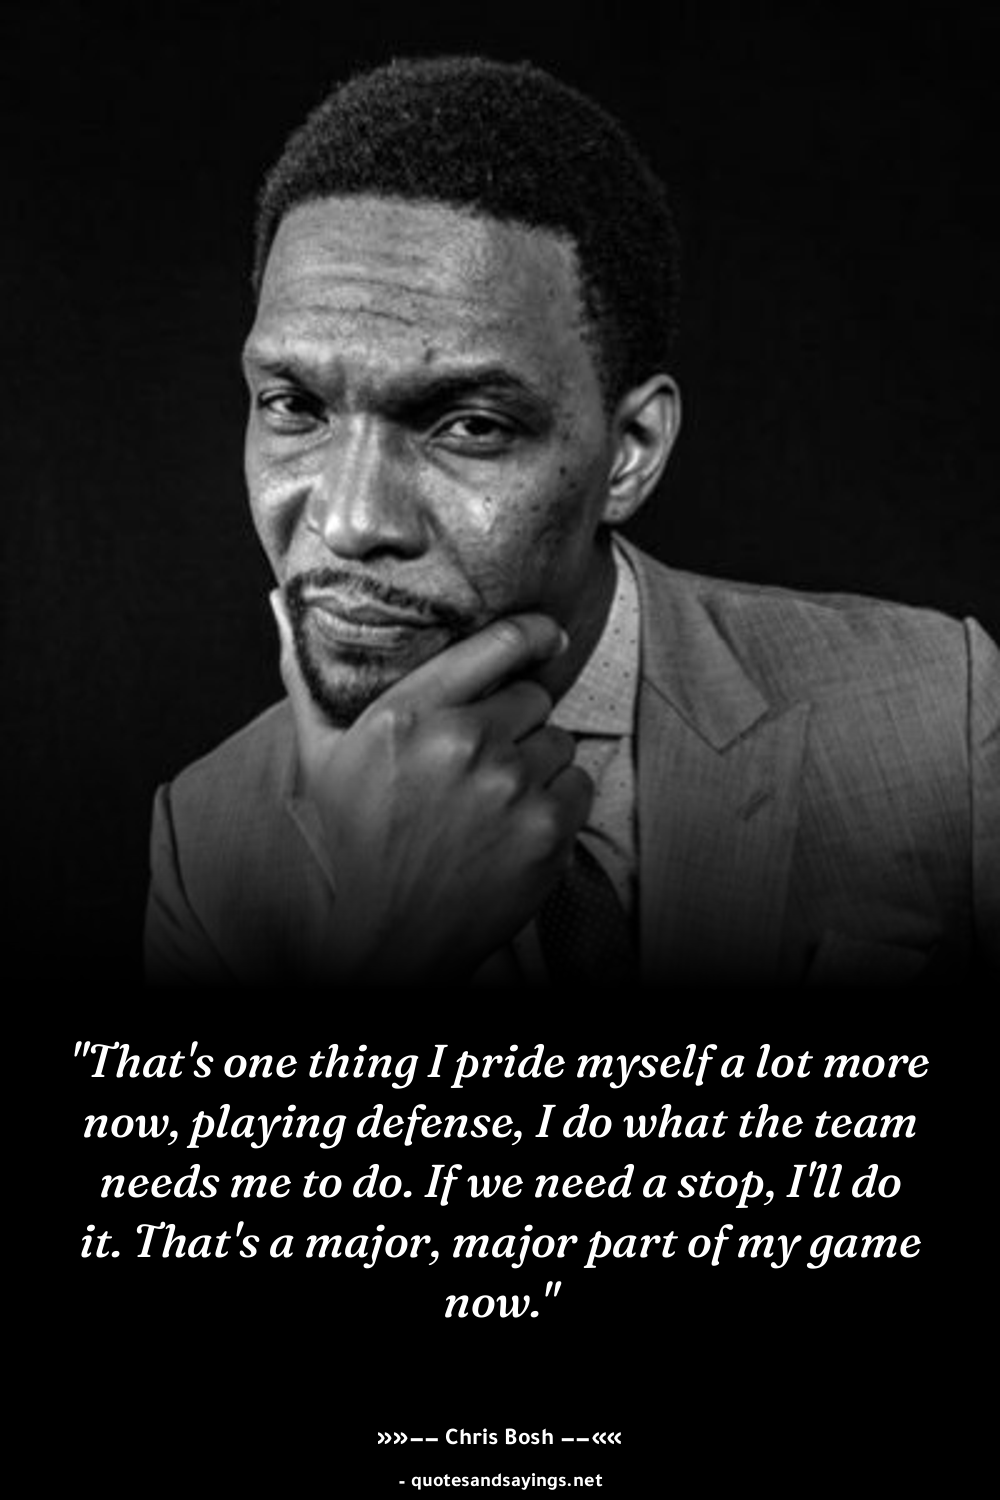 "That's one thing I pride myself a lot more
now, playing defense, I do what the team
needs me to do. If we need a stop, I'll do
it. That's a major, major part of my game
now."
»»−− Chris Bosh −−««
- quotesandsayings.net